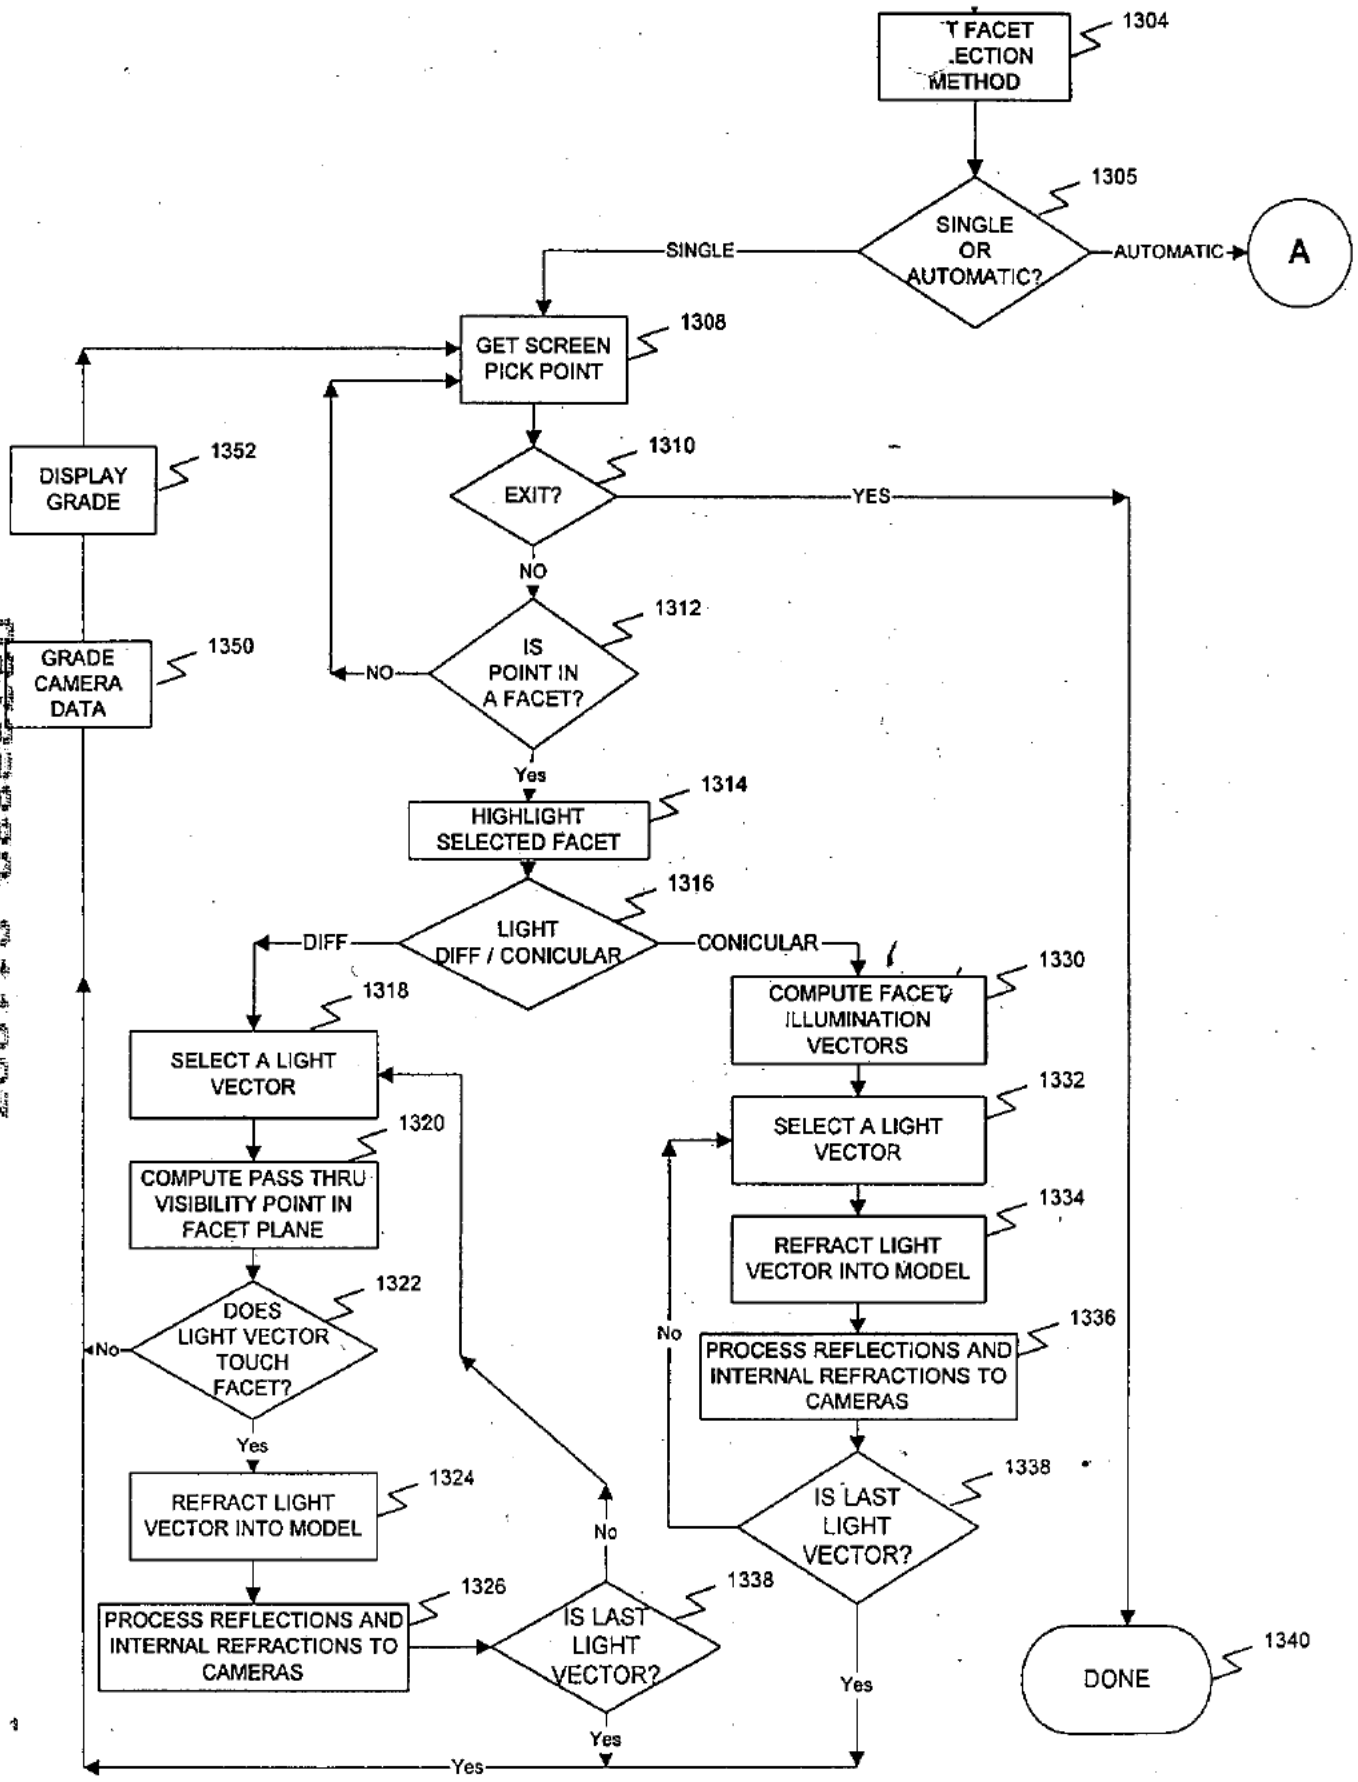 T FACET
METHOD
1304
1305
SINGLE
OR
AUTOMATIC?
SINGLE
AUTOMATIC
A
1308
GET SCREEN
PICK POINT
1310
EXIT?
YES
NO
1352
DISPLAY
GRADE
1350
GRADE
CAMERA
DATA
1312
IS
POINT IN
A FACET?
NO
Yes
1314
HIGHLIGHT
SELECTED FACET
1316
LIGHT
DIFF / CONICULAR
DIFF
CONICULAR
1318
SELECT A LIGHT
VECTOR
1320
COMPUTE PASS THRU
VISIBILITY POINT IN
FACET PLANE
1322
DOES
LIGHT VECTOR
TOUCH
FACET?
No
Yes
1324
REFRACT LIGHT
VECTOR INTO MODEL
1326
PROCESS REFLECTIONS AND
INTERNAL REFRACTIONS TO
CAMERAS
1338
IS LAST
LIGHT
VECTOR?
No
Yes
1330
COMPUTE FACET
ILLUMINATION
VECTORS
1332
SELECT A LIGHT
VECTOR
1334
REFRACT LIGHT
VECTOR INTO MODEL
1336
PROCESS REFLECTIONS AND
INTERNAL REFRACTIONS TO
CAMERAS
1338
IS LAST
LIGHT
VECTOR?
No
Yes
Yes
DONE
1340